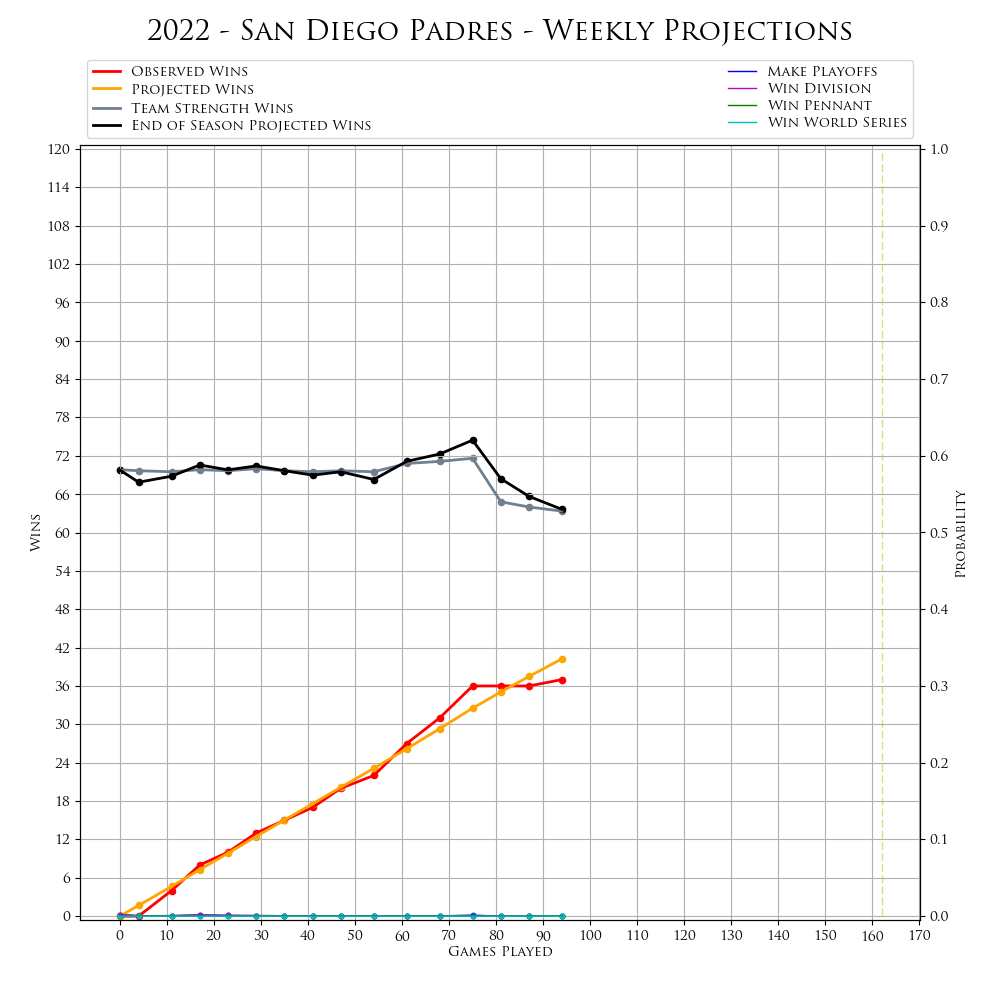 2022 - San Diego Padres - Weekly Projections
Observed Wins
Projected Wins
Team Strength Wins
End of Season Projected Wins
Make Playoffs
Win Division
Win Pennant
Win World Series
120
114
108
102
96
90
84
78
72
66
60
54
48
42
36
30
24
18
12
6
0
Wins
1.0
0.9
0.8
0.7
0.6
0.5
0.4
0.3
0.2
0.1
0.0
Probability
0 10 20 30 40 50 60 70 80 90 100 110 120 130 140 150 160 170
Games Played